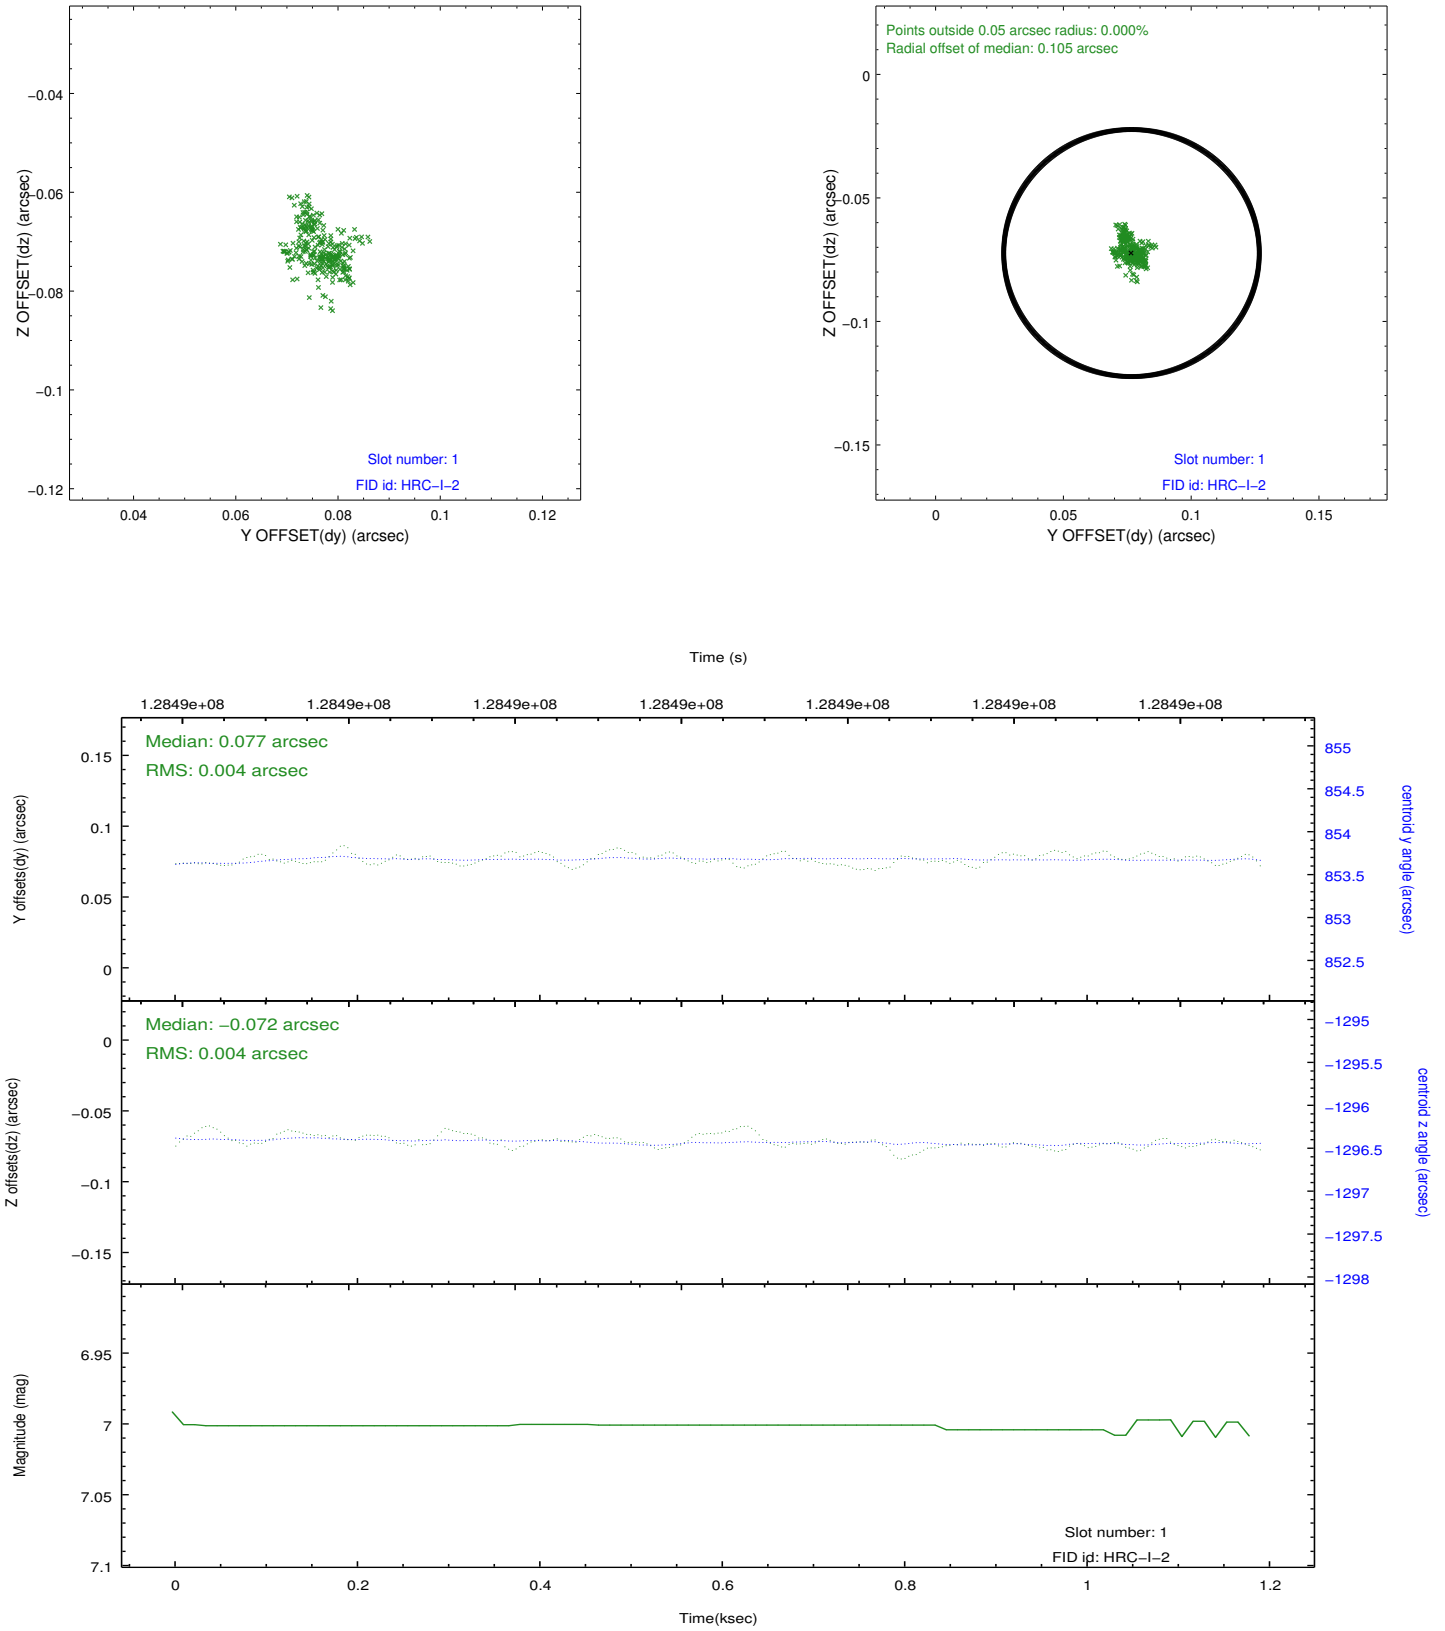 −0.04
−0.06
−0.08
−0.1
−0.12
Z OFFSET(dz) (arcsec)
Slot number: 1
FID id: HRC−I−2
0.04 0.06 0.08 0.1 0.12
Y OFFSET(dy) (arcsec)
Points outside 0.05 arcsec radius: 0.000%
Radial offset of median: 0.105 arcsec
0
−0.05
−0.1
−0.15
Z OFFSET(dz) (arcsec)
Slot number: 1
FID id: HRC−I−2
0 0.05 0.1 0.15
Y OFFSET(dy) (arcsec)
Time (s)
1.2849e+08 1.2849e+08 1.2849e+08 1.2849e+08 1.2849e+08 1.2849e+08 1.2849e+08
Median: 0.077 arcsec
RMS: 0.004 arcsec
0.15
0.1
0.05
0
Y offsets(dy) (arcsec)
855
854.5
854
853.5
853
852.5
centroid y angle (arcsec)
Median: −0.072 arcsec
RMS: 0.004 arcsec
0
−0.05
−0.1
−0.15
Z offsets(dz) (arcsec)
−1295
−1295.5
−1296
−1296.5
−1297
−1297.5
−1298
centroid z angle (arcsec)
6.95
7
7.05
7.1
Magnitude (mag)
Slot number: 1
FID id: HRC−I−2
0 0.2 0.4 0.6 0.8 1 1.2
Time(ksec)